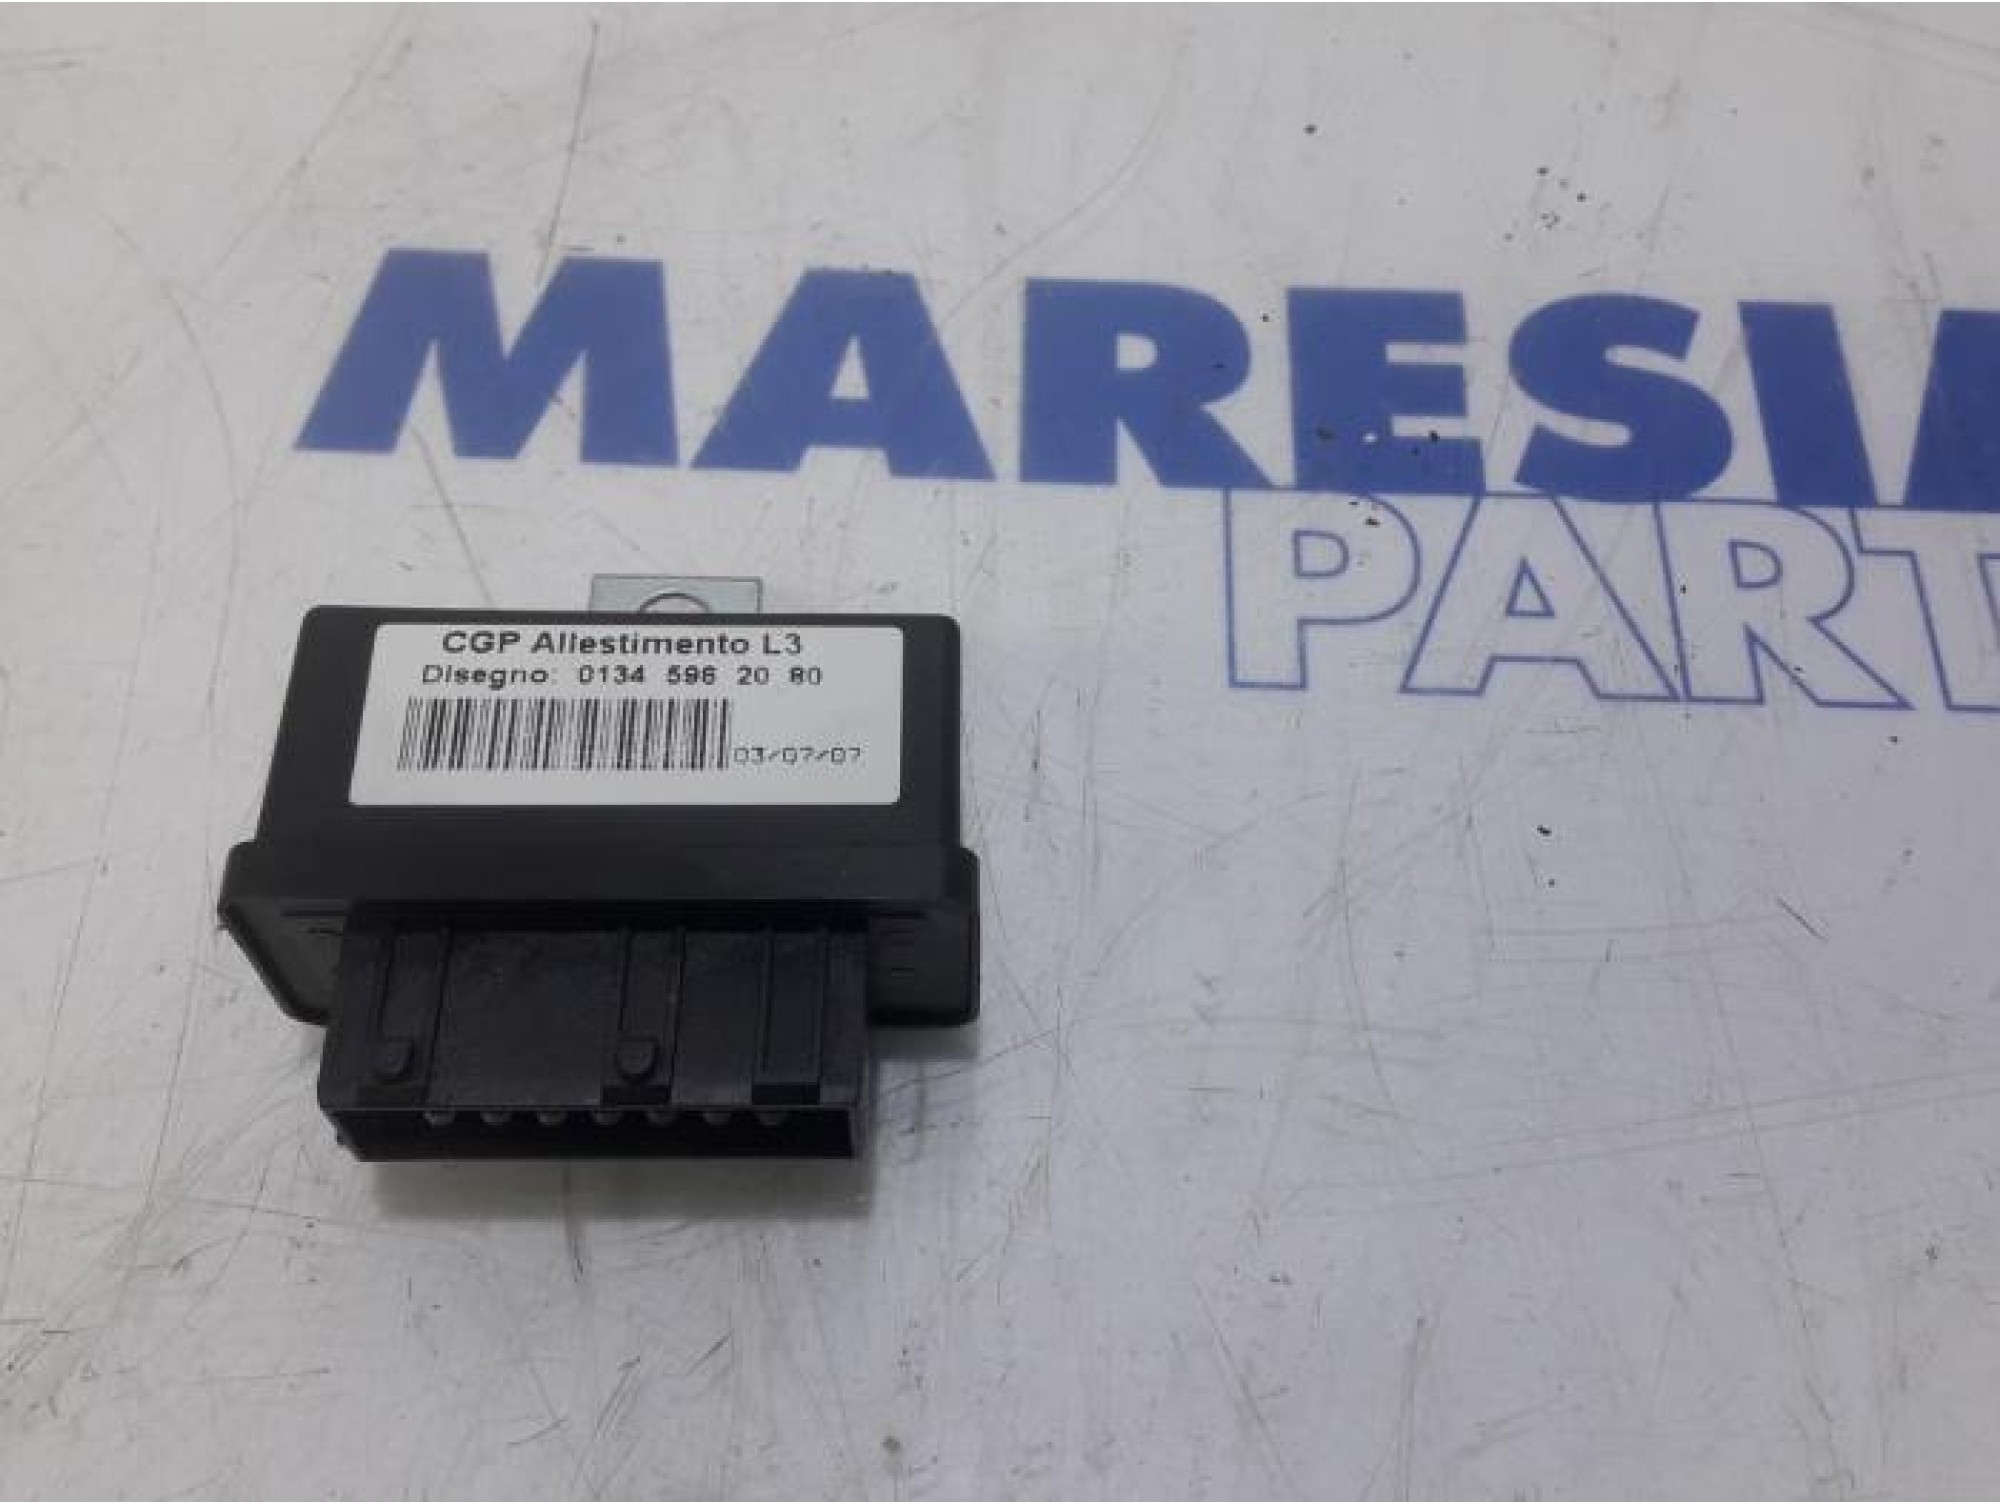 MARESI
PART
CGP Allestimento L3
Disegno: 0134 596 20 80
03/07/07